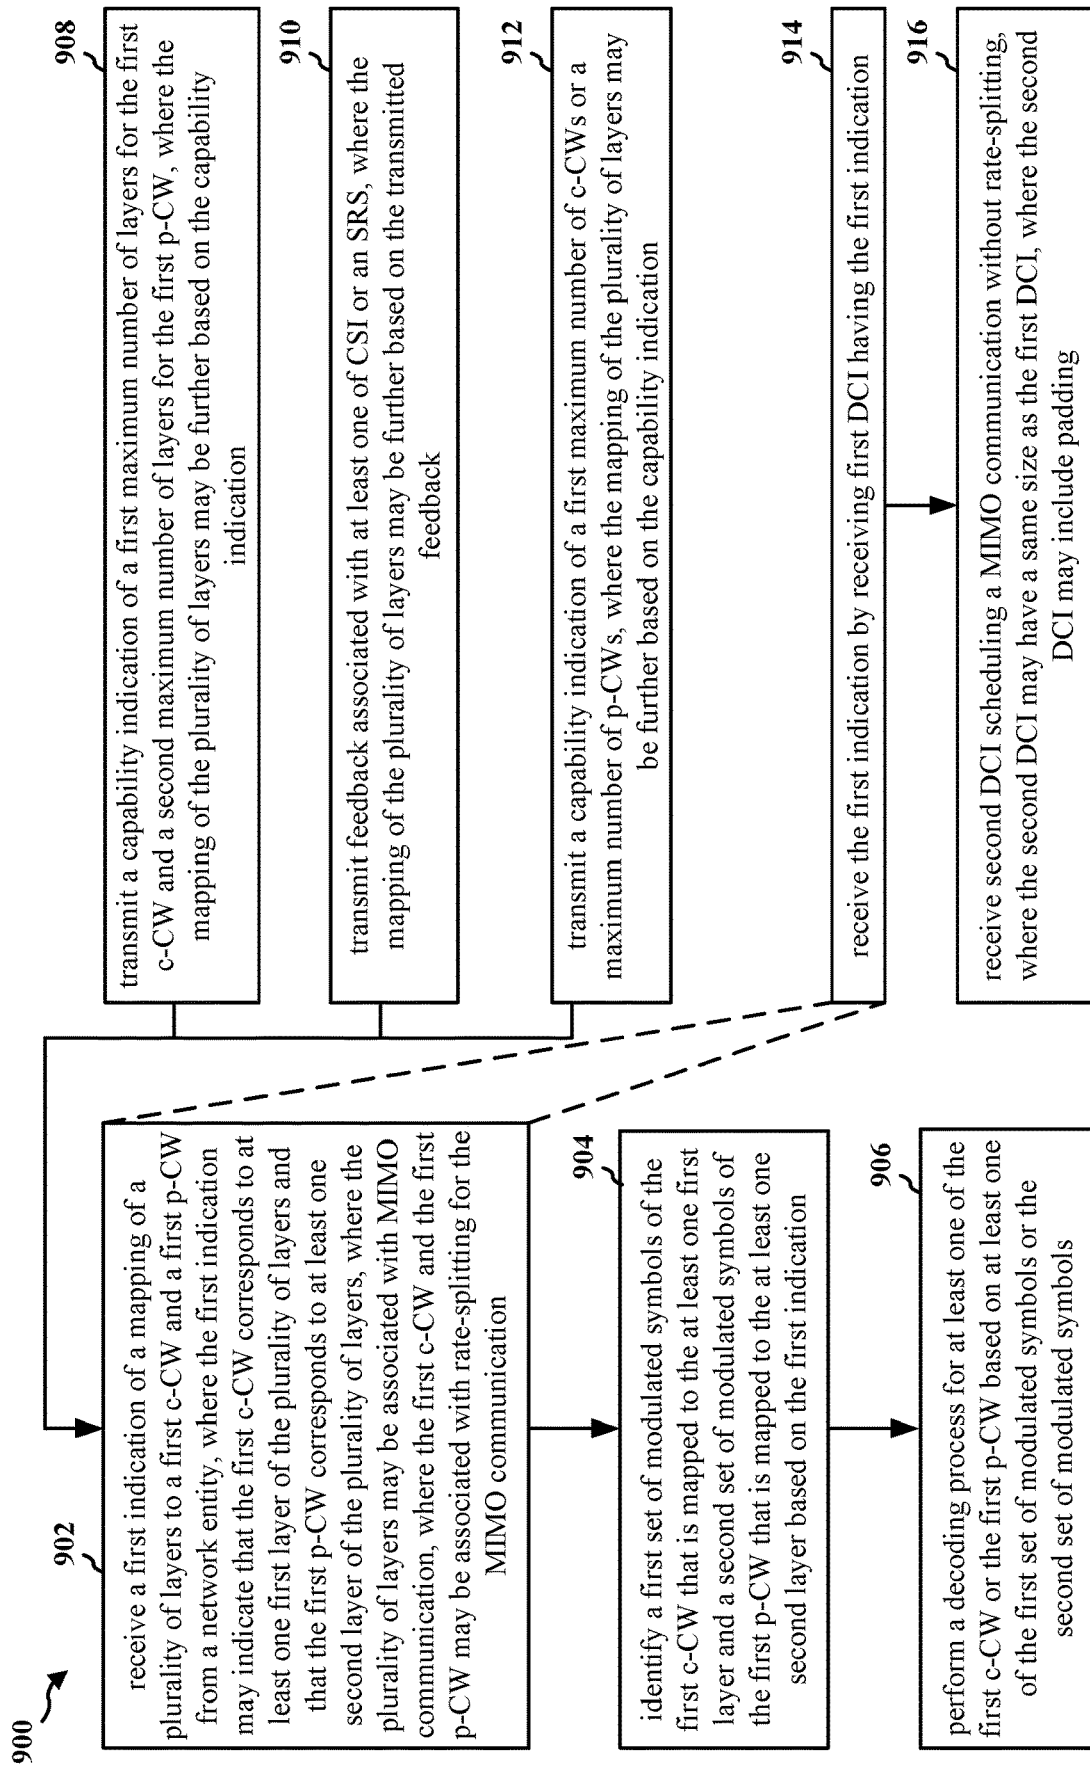 900
902
receive a first indication of a mapping of a
plurality of layers to a first c-CW and a first p-CW
from a network entity, where the first indication
may indicate that the first c-CW corresponds to at
least one first layer of the plurality of layers and
that the first p-CW corresponds to at least one
second layer of the plurality of layers, where the
plurality of layers may be associated with MIMO
communication, where the first c-CW and the first
p-CW may be associated with rate-splitting for the
MIMO communication
904
identify a first set of modulated symbols of the
first c-CW that is mapped to the at least one first
layer and a second set of modulated symbols of
the first p-CW that is mapped to the at least one
second layer based on the first indication
906
perform a decoding process for at least one of the
first c-CW or the first p-CW based on at least one
of the first set of modulated symbols or the
second set of modulated symbols
908
transmit a capability indication of a first maximum number of layers for the first
c-CW and a second maximum number of layers for the first p-CW, where the
mapping of the plurality of layers may be further based on the capability
indication
910
transmit feedback associated with at least one of CSI or an SRS, where the
mapping of the plurality of layers may be further based on the transmitted
feedback
912
transmit a capability indication of a first maximum number of c-CWs or a
maximum number of p-CWs, where the mapping of the plurality of layers may
be further based on the capability indication
914
receive the first indication by receiving first DCI having the first indication
916
receive second DCI scheduling a MIMO communication without rate-splitting,
where the second DCI may have a same size as the first DCI, where the second
DCI may include padding